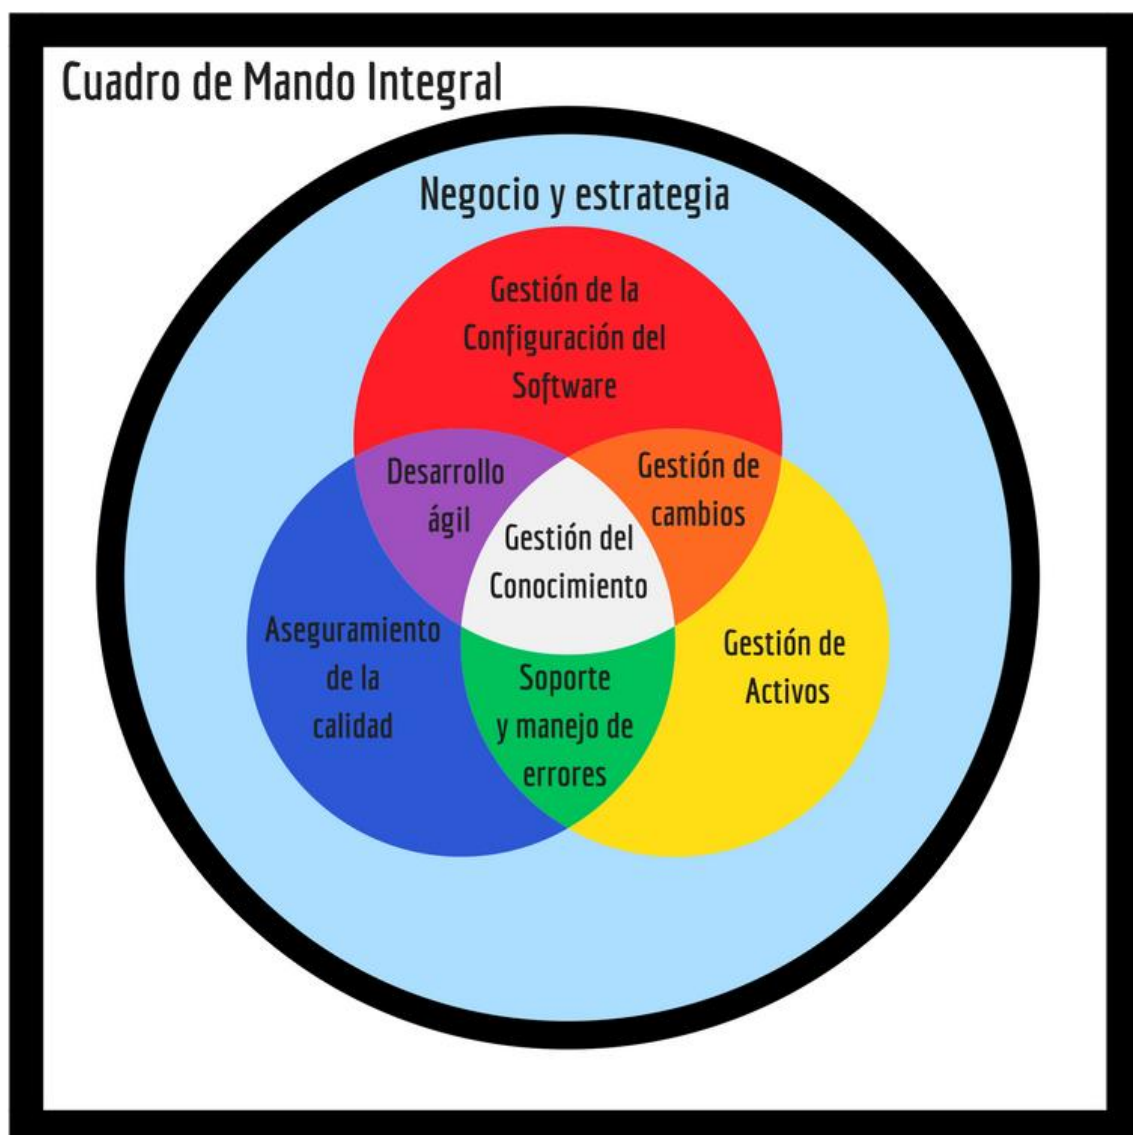 Cuadro de Mando Integral
Negocio y estrategia
Gestión de la
Configuración del
Software
Desarrollo
ágil
Gestión de
cambios
Gestión del
Conocimiento
Aseguramiento
de la
calidad
Gestión de
Activos
Soporte
y manejo de
errores